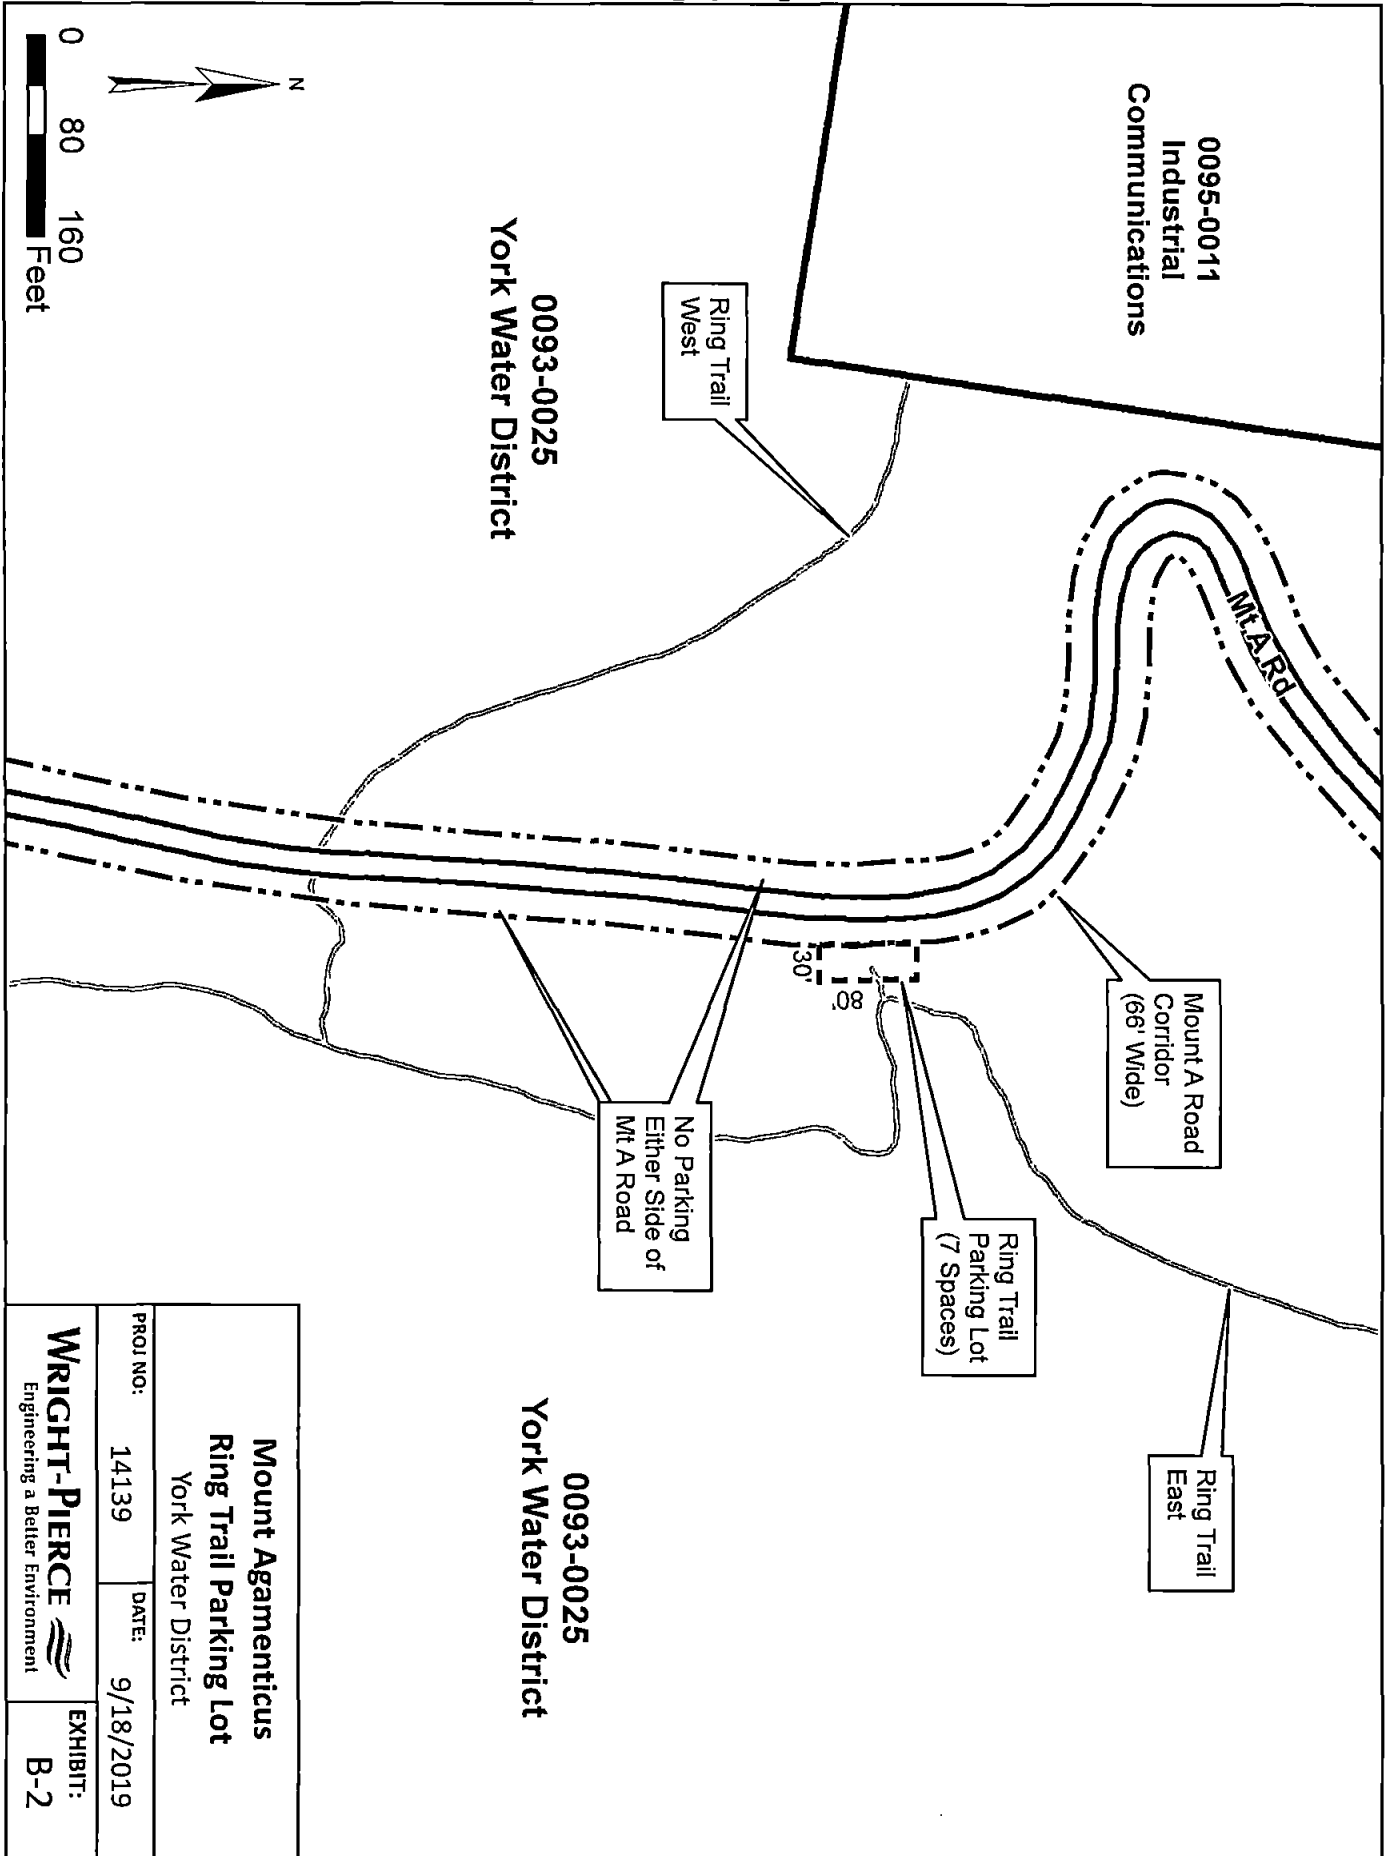 0095-0011
Industrial
Communications
Mt A Rd
Mount A Road
Corridor
(66' Wide)
Ring Trail
East
Ring Trail
Parking Lot
(7 Spaces)
30'
80'
Ring Trail
West
No Parking
Either Side of
Mt A Road
0093-0025
York Water District
0093-0025
York Water District
N
0 80 160
Feet
Mount Agamenticus
Ring Trail Parking Lot
York Water District
PROJ NO: 14139
DATE: 9/18/2019
WRIGHT-PIERCE
Engineering a Better Environment
EXHIBIT:
B-2